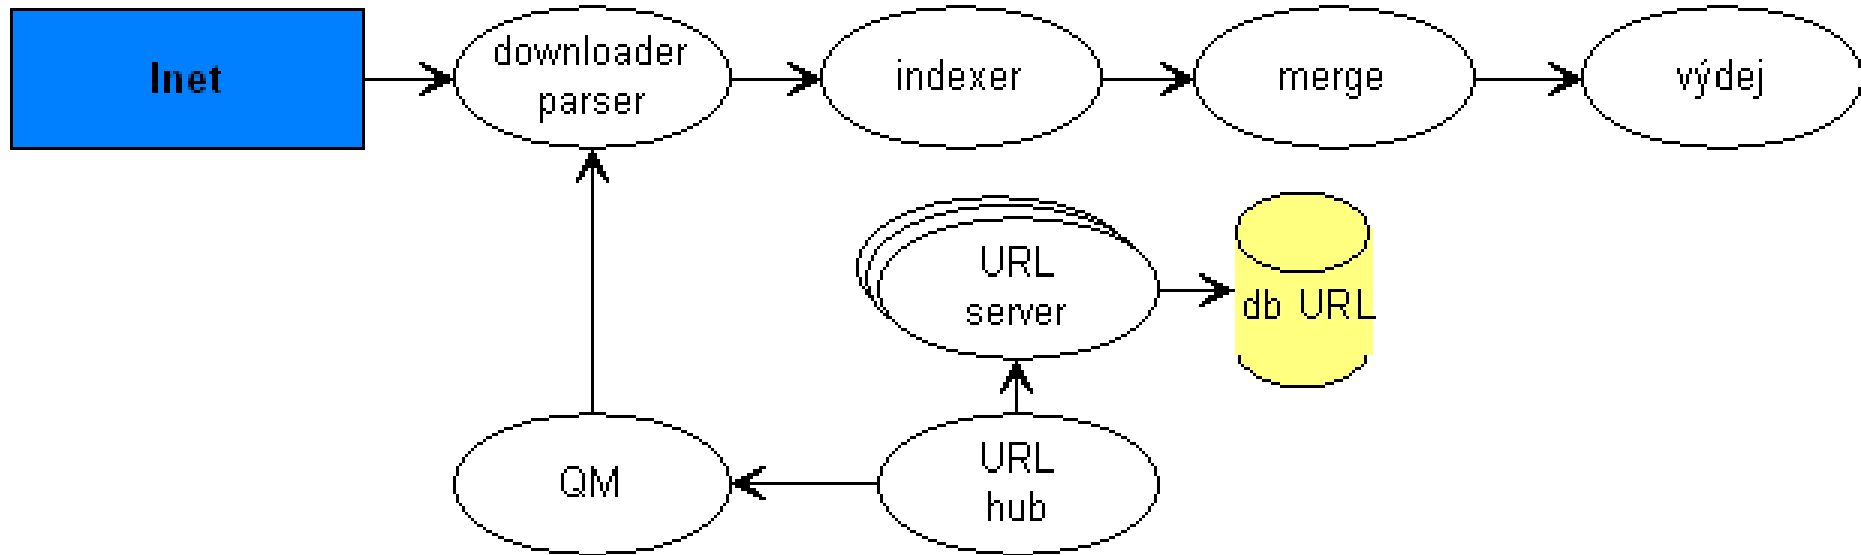 Inet
downloader
parser
indexer
merge
výdej
URL
server
db URL
QM
URL
hub